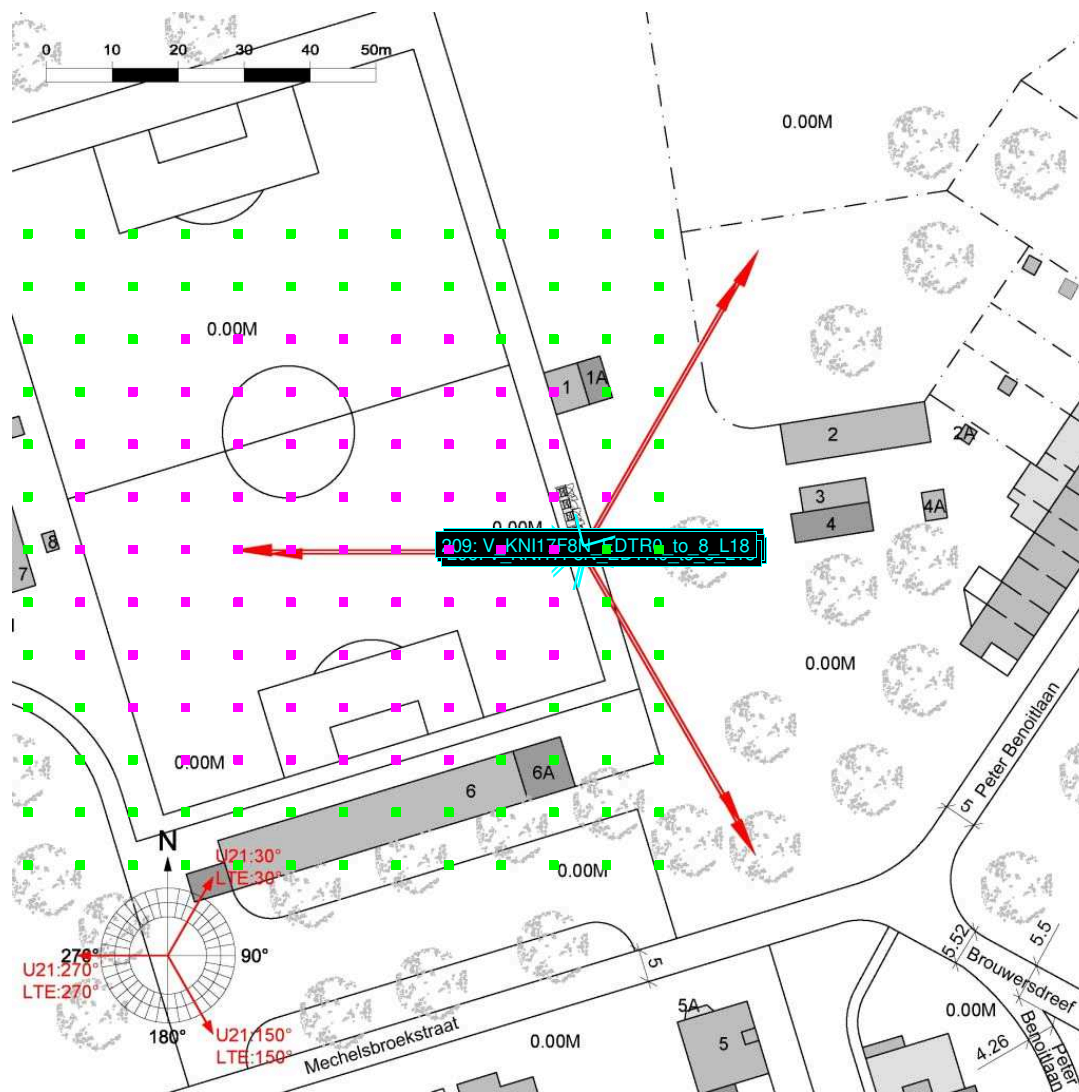 0 10 20 30 40 50m
0.00M
0.00M
1 1A
2 2A
3
4 4A
0.00M
209: V_KNI17F8N_EDTR9_to_8_L18
8
7
0.00M
0.00M
6 6A
Peter Benoitlaan
5
N
U21:30°
LTE:30°
0.00M
270° 90°
U21:270°
LTE:270°
180°
U21:150°
LTE:150°
5
5.52
5.5
Brouwersdreef
5A
5
0.00M
0.00M
Mechelsbroekstraat
4.26
Peter
Benoitlaan